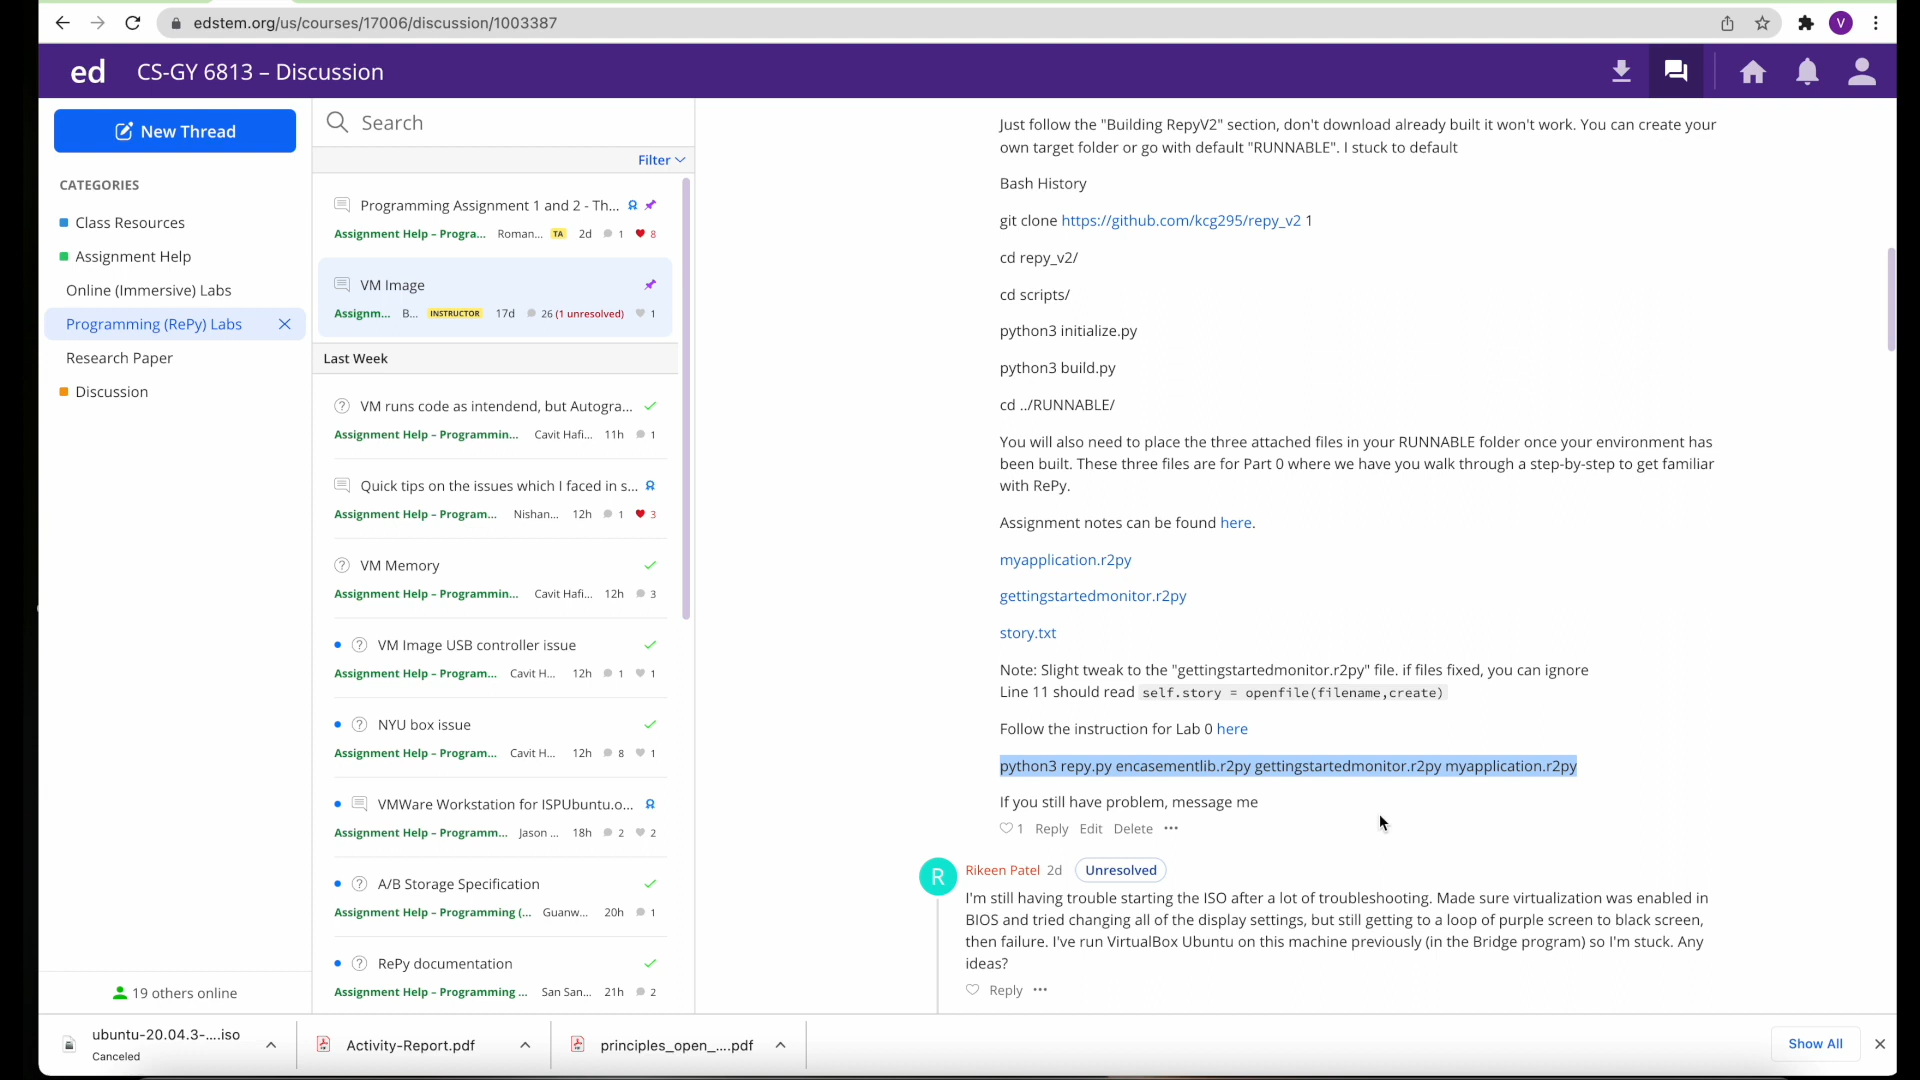 edstem.org/us/courses/17006/discussion/1003387
V
ed CS-GY 6813 – Discussion
New Thread
CATEGORIES
Class Resources
Assignment Help
Online (Immersive) Labs
Programming (RePy) Labs
Research Paper
Discussion
19 others online
Search
Filter
Programming Assignment 1 and 2 - Th...
Assignment Help – Progra... Roman... TA 2d 1 8
VM Image
Assignm... B... INSTRUCTOR 17d 26 (1 unresolved) 1
Last Week
VM runs code as intendend, but Autogra...
Assignment Help – Programmin... Cavit Hafi... 11h 1
Quick tips on the issues which I faced in s...
Assignment Help – Program... Nishan... 12h 1 3
VM Memory
Assignment Help – Programmin... Cavit Hafi... 12h 3
VM Image USB controller issue
Assignment Help – Program... Cavit H... 12h 1 1
NYU box issue
Assignment Help – Program... Cavit H... 12h 8 1
VMWare Workstation for ISPUbuntu.o...
Assignment Help – Programm... Jason ... 18h 2 2
A/B Storage Specification
Assignment Help – Programming (... Guanw... 20h 1
RePy documentation
Assignment Help – Programming ... San San... 21h 2
Just follow the "Building RepyV2" section, don't download already built it won't work. You can create your
own target folder or go with default "RUNNABLE". I stuck to default
Bash History
git clone https://github.com/kcg295/repy_v2 1
cd repy_v2/
cd scripts/
python3 initialize.py
python3 build.py
cd ../RUNNABLE/
You will also need to place the three attached files in your RUNNABLE folder once your environment has
been built. These three files are for Part 0 where we have you walk through a step-by-step to get familiar
with RePy.
Assignment notes can be found here.
myapplication.r2py
gettingstartedmonitor.r2py
story.txt
Note: Slight tweak to the "gettingstartedmonitor.r2py" file. if files fixed, you can ignore
Line 11 should read self.story = openfile(filename,create)
Follow the instruction for Lab 0 here
python3 repy.py encasementlib.r2py gettingstartedmonitor.r2py myapplication.r2py
If you still have problem, message me
1 Reply Edit Delete ...
R Rikeen Patel 2d Unresolved
I'm still having trouble starting the ISO after a lot of troubleshooting. Made sure virtualization was enabled in
BIOS and tried changing all of the display settings, but still getting to a loop of purple screen to black screen,
then failure. I've run VirtualBox Ubuntu on this machine previously (in the Bridge program) so I'm stuck. Any
ideas?
Reply ...
ubuntu-20.04.3-....iso
Canceled
Activity-Report.pdf
principles_open_....pdf
Show All